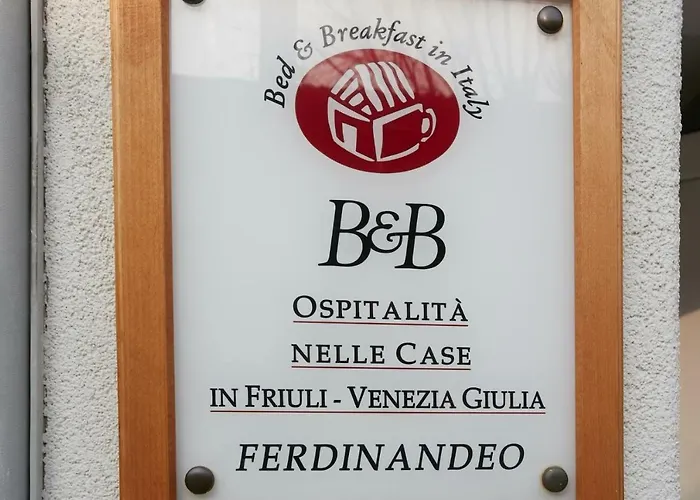 Bed & Breakfast in Italy
B&B
OSPITALITÀ
NELLE CASE
IN FRIULI - VENEZIA GIULIA
FERDINANDEO